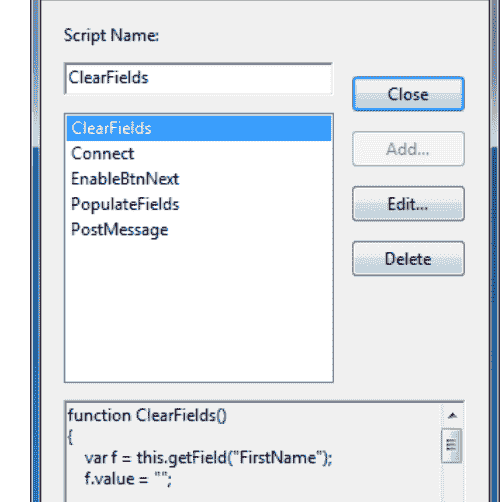 Script Name:
ClearFields
Close
ClearFields
Add...
Connect
EnableBtnNext
Edit...
PopulateFields
PostMessage
Delete
function ClearFields()
{
var f = this.getField("FirstName");
f.value = "";